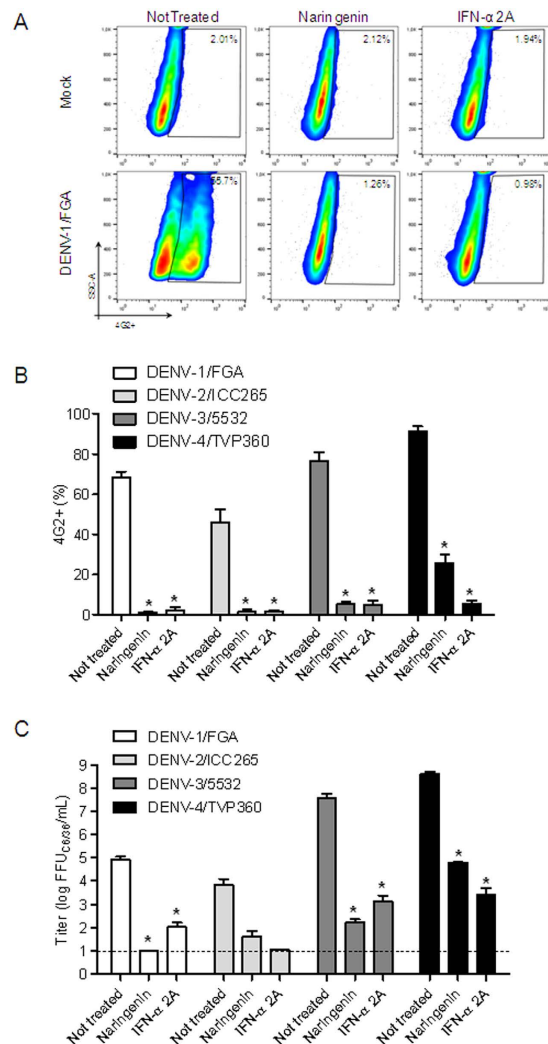 A
Not Treated Naringenin IFN-α 2A
Mock
2.01% 2.12% 1.94%
DENV-1/FGA
1.26% 0.98%
SSC-A
4G2+
B
DENV-1/FGA
DENV-2/ICC265
DENV-3/5532
DENV-4/TVP360
4G2+ (%)
100
80
60
40
20
0
* * * * * * * *
Not treated Naringenin IFN-α 2A Not treated Naringenin IFN-α 2A Not treated Naringenin IFN-α 2A Not treated Naringenin IFN-α 2A
C
DENV-1/FGA
DENV-2/ICC265
DENV-3/5532
DENV-4/TVP360
Titer (log FFUC6/36/mL)
9
8
7
6
5
4
3
2
1
0
* * * * * *
Not treated Naringenin IFN-α 2A Not treated Naringenin IFN-α 2A Not treated Naringenin IFN-α 2A Not treated Naringenin IFN-α 2A